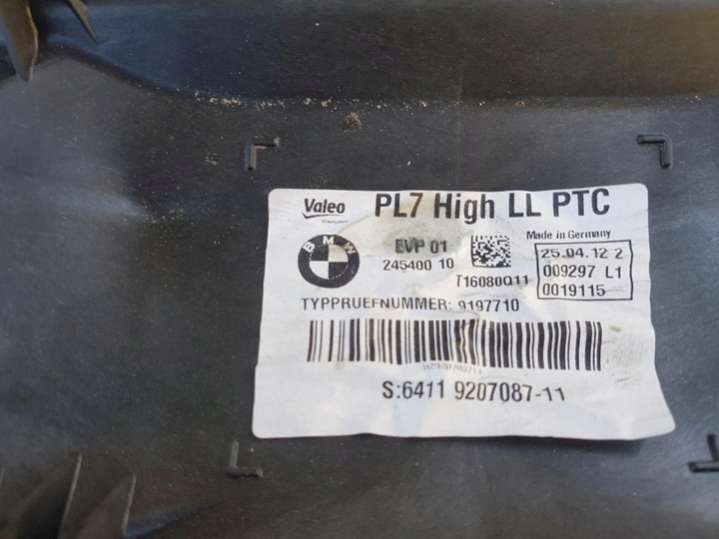 Valeo PL7 High LL PTC
Made in Germany
BMW EVP 01 25.04.12 2
245400 10 T16080Q11 009297 L1
0019115
TYPPRUEFNUMMER: 9197710
S:6411 9207087-11